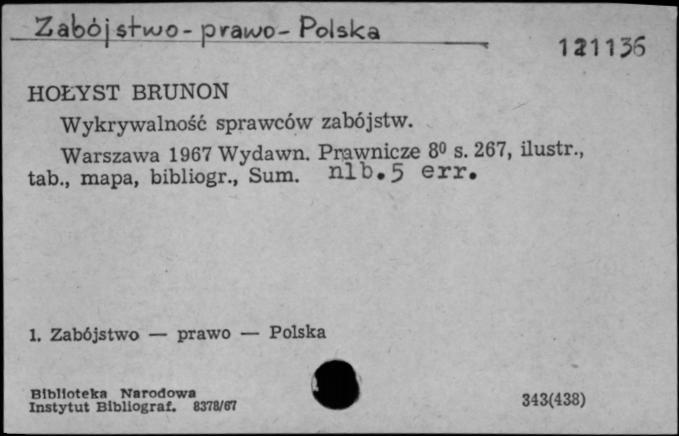 Zabójstwo - prawo - Polska
121136
HOŁYST BRUNON
Wykrywalność sprawców zabójstw.
Warszawa 1967 Wydawn. Prawnicze 8⁰ s. 267, ilustr.,
tab., mapa, bibliogr., Sum. nlb.5 err.
1. Zabójstwo — prawo — Polska
Biblioteka Narodowa
Instytut Bibliograf. 8378/67
343(438)